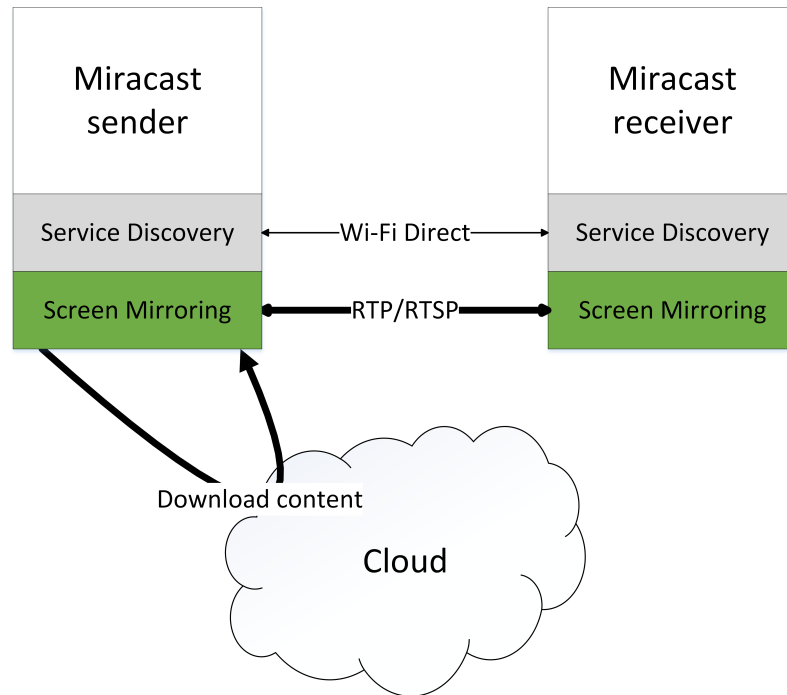 Miracast
sender
Miracast
receiver
Service Discovery
Wi-Fi Direct
Service Discovery
Screen Mirroring
RTP/RTSP
Screen Mirroring
Download content
Cloud